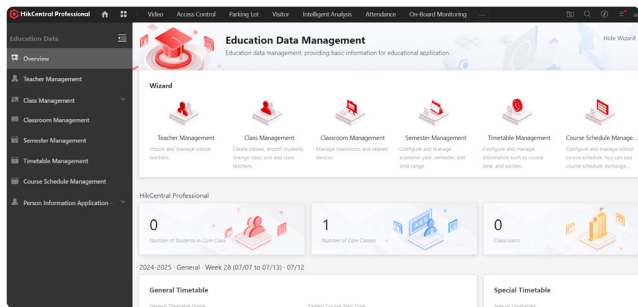 HikCentral Professional
Video Access Control Parking Lot Visitor Intelligent Analysis Attendance On-Board Monitoring ...
Education Data
Overview
Teacher Management
Class Management
Classroom Management
Semester Management
Timetable Management
Course Schedule Management
Person Information Application...
Education Data Management
Education data management, providing basic information for educational application.
Hide Wizard
Wizard
Teacher Management
Import and manage school
teachers.
Class Management
Create classes, import students,
change class, and add class
teachers.
Classroom Management
Manage classrooms and related
devices.
Semester Management
Configure and manage
academic year, semester, and
time range.
Timetable Management
Configure and manage
information such as course
time, and section.
Course Schedule Manage...
Configure and manage school
course schedule. You can add
course schedule, exchange...
HikCentral Professional
0
Number of Students in Core Class
1
Number of Core Classes
0
Classrooms
2024-2025 · General · Week 28 (07/07 to 07/13) · 07/12
General Timetable
General Timetable Name
Earliest Course Start Time
Special Timetable
Special Timetables